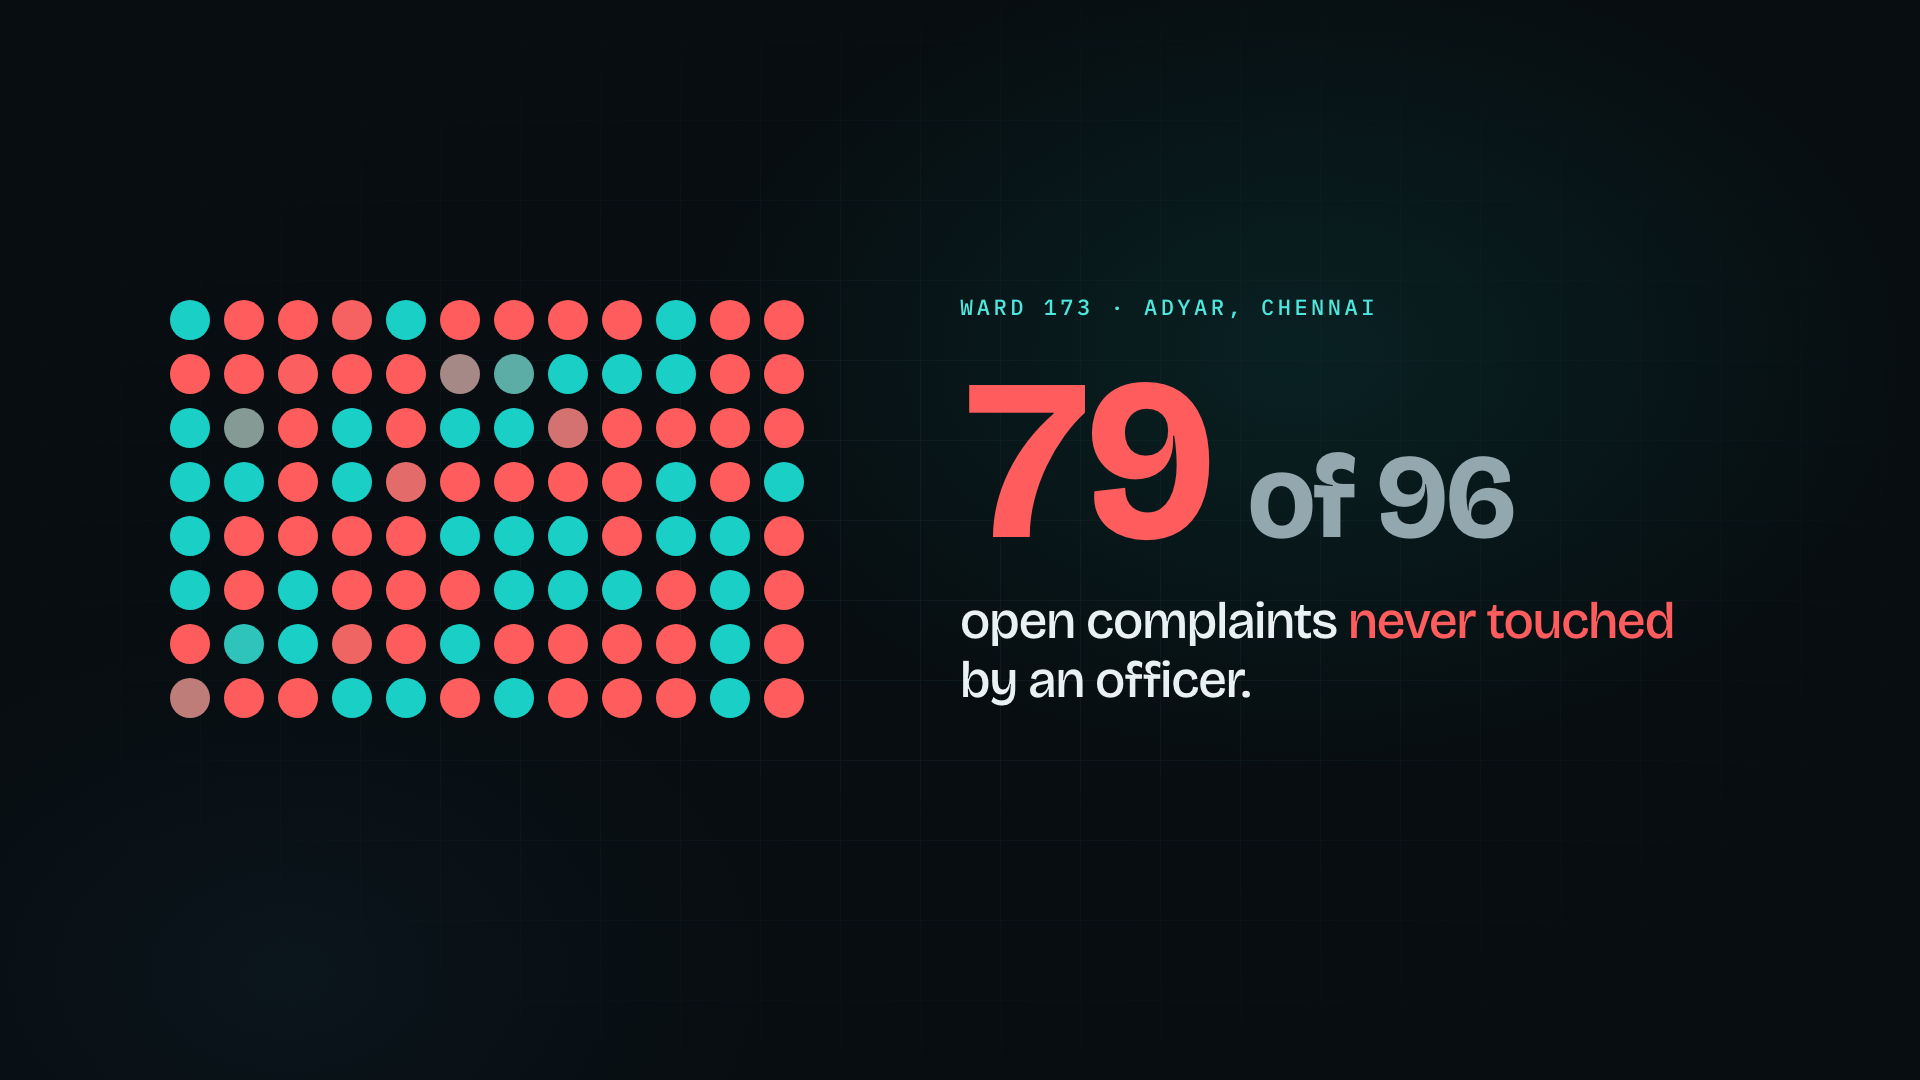 WARD 173 · ADYAR, CHENNAI
79 of 96
open complaints never touched
by an officer.